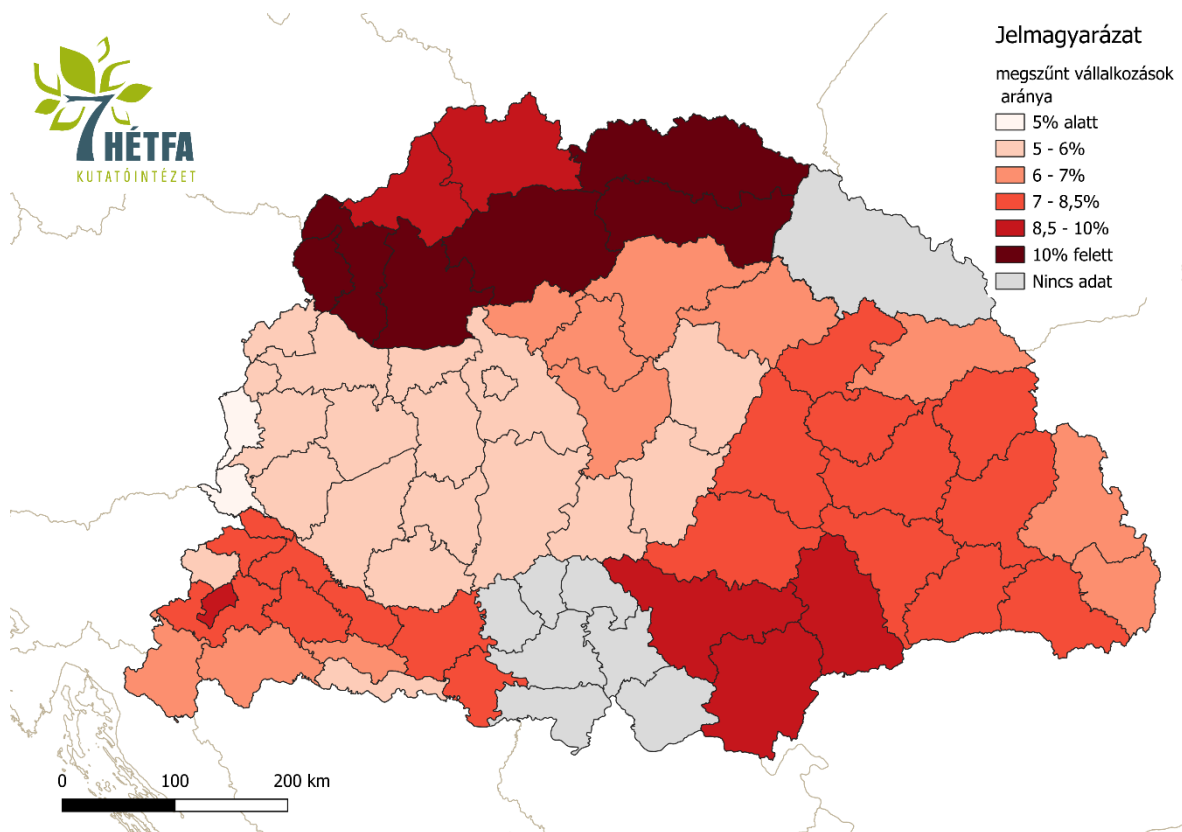 7 HÉTFA
KUTATÓINTÉZET
Jelmagyarázat
megszűnt vállalkozások
aránya
5% alatt
5 - 6%
6 - 7%
7 - 8,5%
8,5 - 10%
10% felett
Nincs adat
0 100 200 km